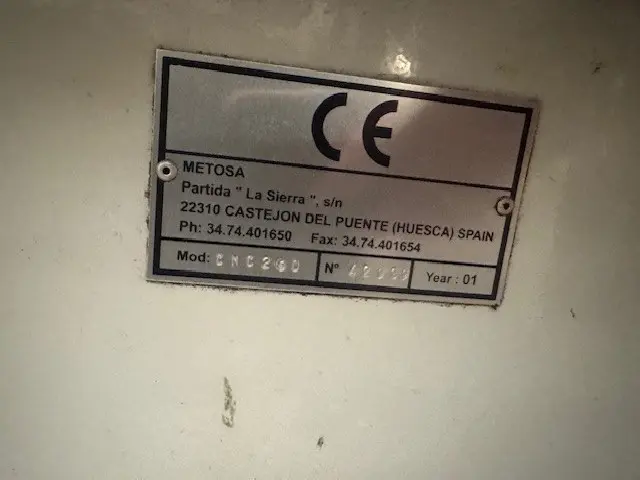 CE
METOSA
Partida " La Sierra ", s/n
22310 CASTEJON DEL PUENTE (HUESCA) SPAIN
Ph: 34.74.401650 Fax: 34.74.401654
Mod: Nº Year : 01